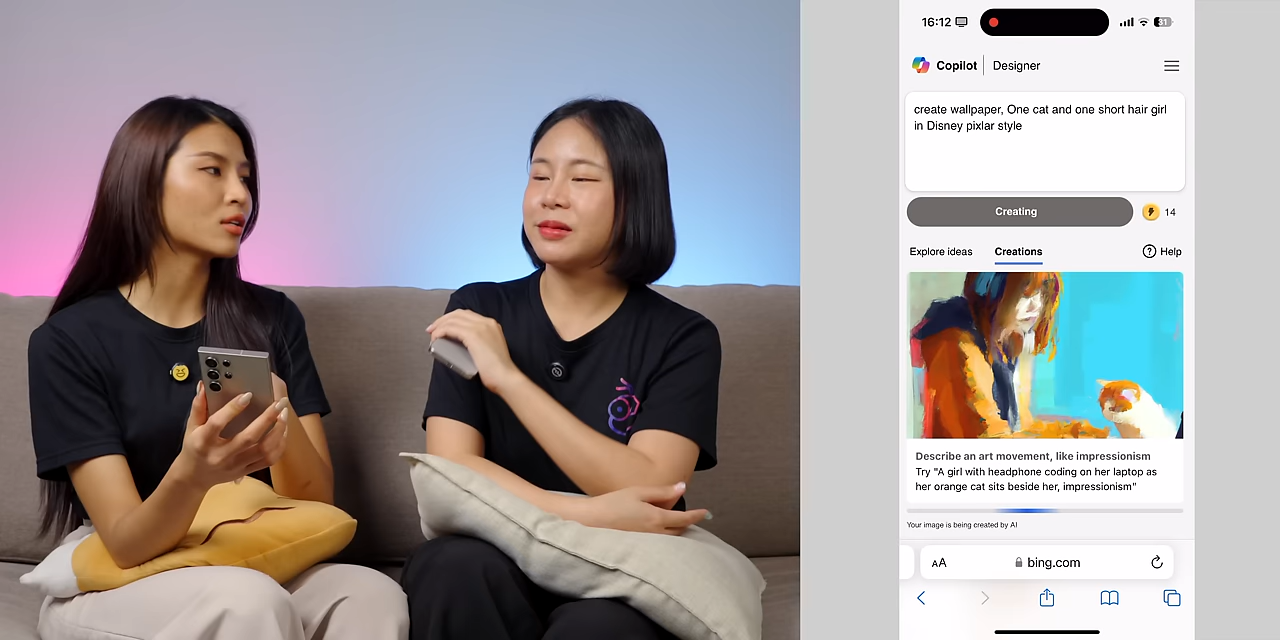 16:12
31
Copilot
Designer
create wallpaper, One cat and one short hair girl
in Disney pixlar style
Creating
14
Explore ideas
Creations
Help
Describe an art movement, like impressionism
Try "A girl with headphone coding on her laptop as
her orange cat sits beside her, impressionism"
Your image is being created by AI
AA
bing.com